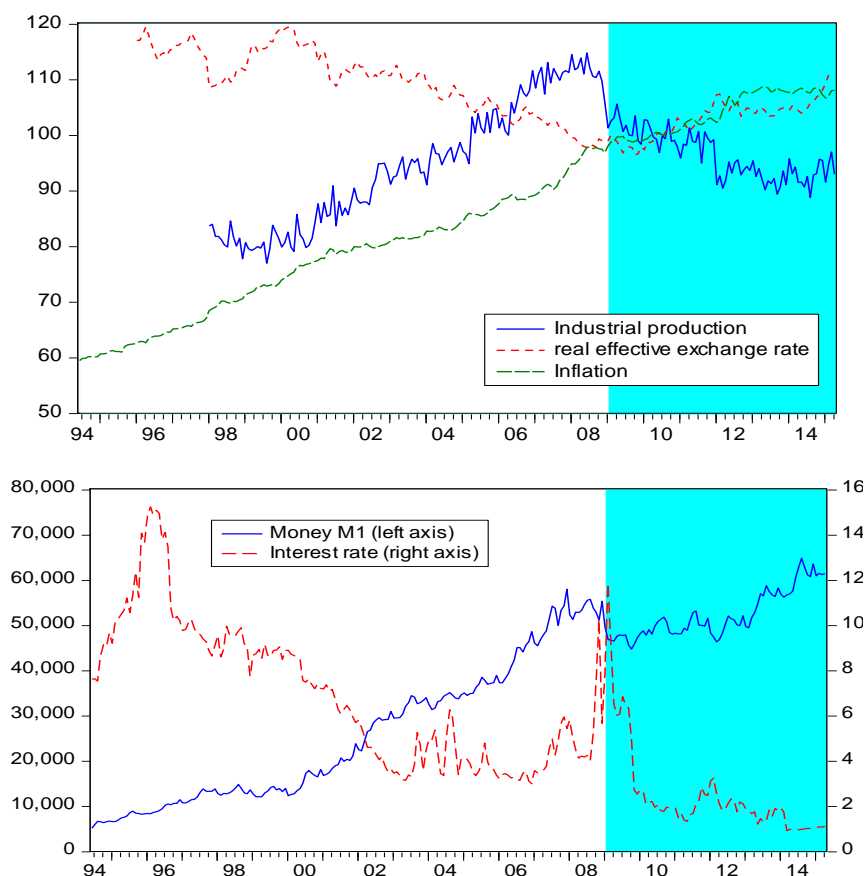 120
110
100
90
80
70
60
50
Industrial production
real effective exchange rate
Inflation
94 96 98 00 02 04 06 08 10 12 14
80,000 16
70,000 14
Money M1 (left axis)
Interest rate (right axis)
60,000 12
50,000 10
40,000 8
30,000 6
20,000 4
10,000 2
0 0
94 96 98 00 02 04 06 08 10 12 14